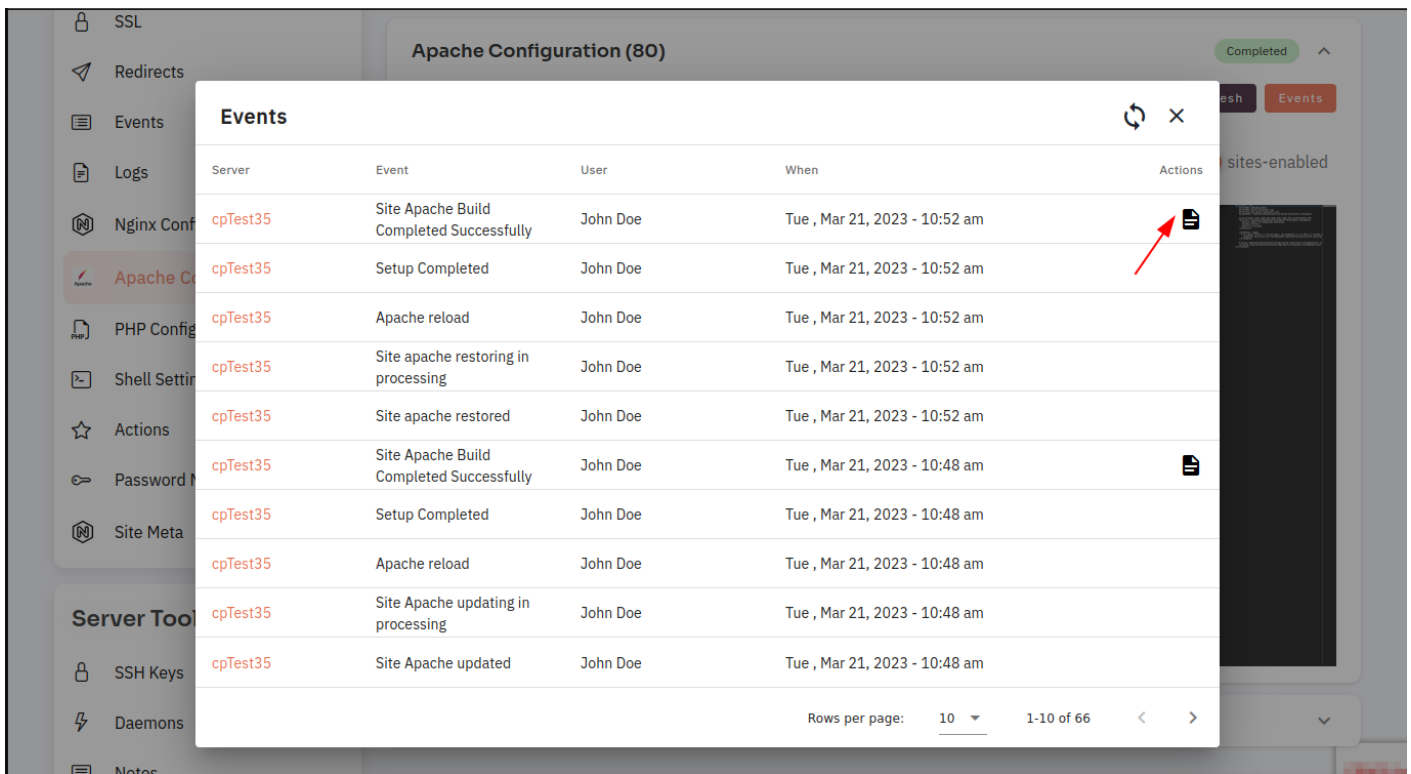 SSL
Redirects
Events
Logs
Nginx Conf
Apache Co
PHP Config
Shell Settin
Actions
Password M
Site Meta
Server Tool
SSH Keys
Daemons
Notes
Apache Configuration (80)
Completed
esh
Events
sites-enabled
Events
Server Event User When Actions
cpTest35 Site Apache Build Completed Successfully John Doe Tue , Mar 21, 2023 - 10:52 am
cpTest35 Setup Completed John Doe Tue , Mar 21, 2023 - 10:52 am
cpTest35 Apache reload John Doe Tue , Mar 21, 2023 - 10:52 am
cpTest35 Site apache restoring in processing John Doe Tue , Mar 21, 2023 - 10:52 am
cpTest35 Site apache restored John Doe Tue , Mar 21, 2023 - 10:52 am
cpTest35 Site Apache Build Completed Successfully John Doe Tue , Mar 21, 2023 - 10:48 am
cpTest35 Setup Completed John Doe Tue , Mar 21, 2023 - 10:48 am
cpTest35 Apache reload John Doe Tue , Mar 21, 2023 - 10:48 am
cpTest35 Site Apache updating in processing John Doe Tue , Mar 21, 2023 - 10:48 am
cpTest35 Site Apache updated John Doe Tue , Mar 21, 2023 - 10:48 am
Rows per page: 10 1-10 of 66